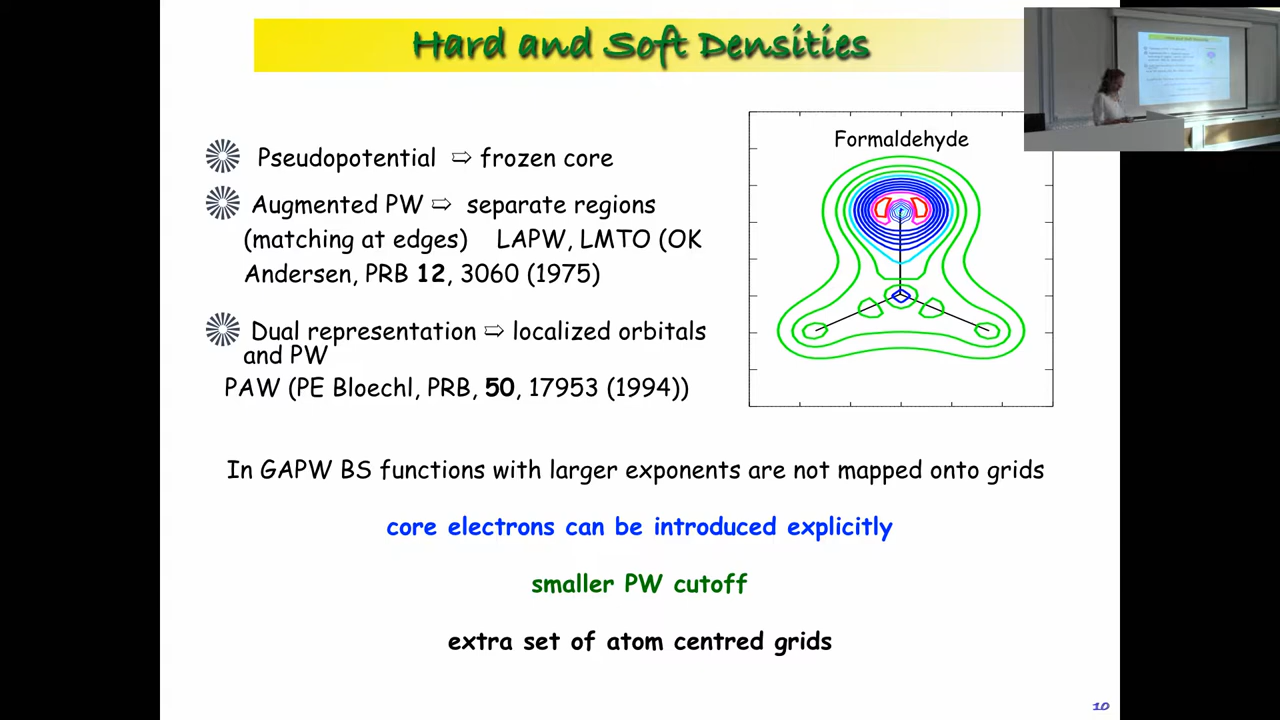 Hard and Soft Densities
Pseudopotential ⇨ frozen core
Augmented PW ⇨ separate regions
(matching at edges) LAPW, LMTO (OK
Andersen, PRB 12, 3060 (1975)
Dual representation ⇨ localized orbitals
and PW
PAW (PE Bloechl, PRB, 50, 17953 (1994))
Formaldehyde
In GAPW BS functions with larger exponents are not mapped onto grids
core electrons can be introduced explicitly
smaller PW cutoff
extra set of atom centred grids
10